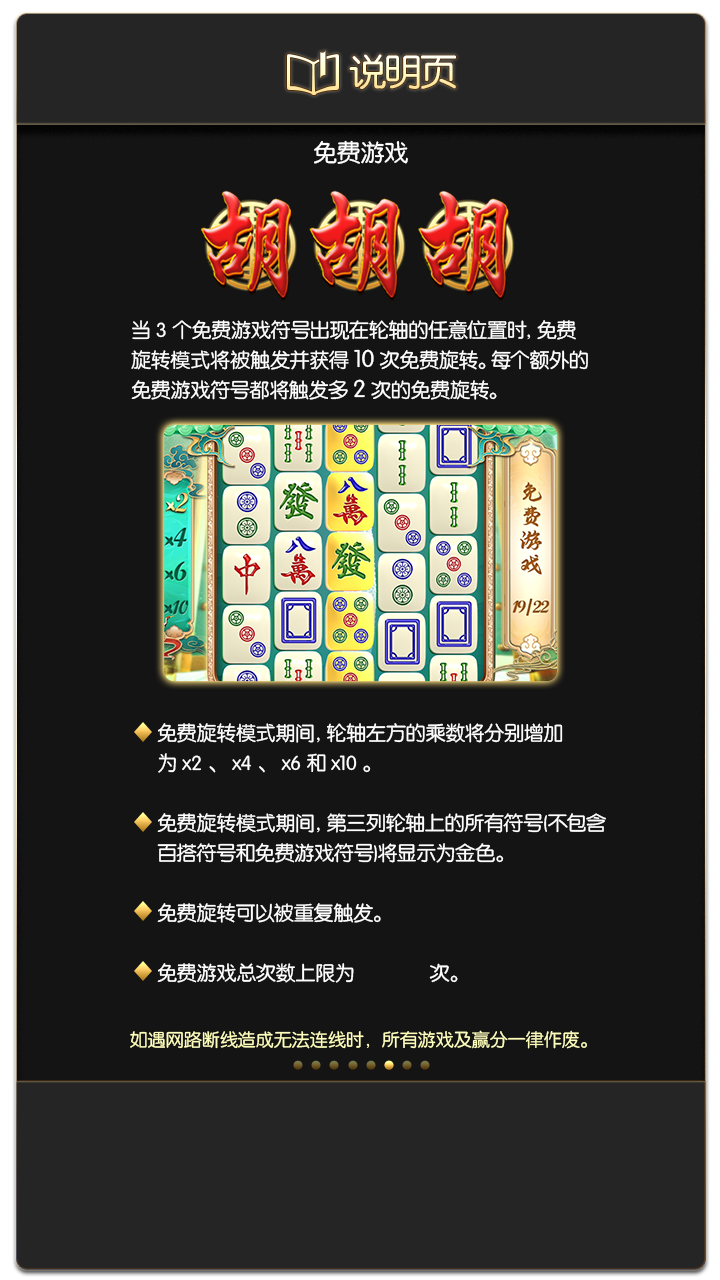 说明页
免费游戏
胡 胡 胡
当 3 个免费游戏符号出现在轮轴的任意位置时, 免费
旋转模式将被触发并获得 10 次免费旋转。每个额外的
免费游戏符号都将触发多 2 次的免费旋转。
x2
x4
x6
x10
發
八萬
中
八萬
發
免费游戏
19/22
免费旋转模式期间, 轮轴左方的乘数将分别增加
为 x2 、 x4 、 x6 和 x10 。
免费旋转模式期间, 第三列轮轴上的所有符号(不包含
百搭符号和免费游戏符号)将显示为金色。
免费旋转可以被重复触发。
免费游戏总次数上限为 次。
如遇网路断线造成无法连线时，所有游戏及赢分一律作废。